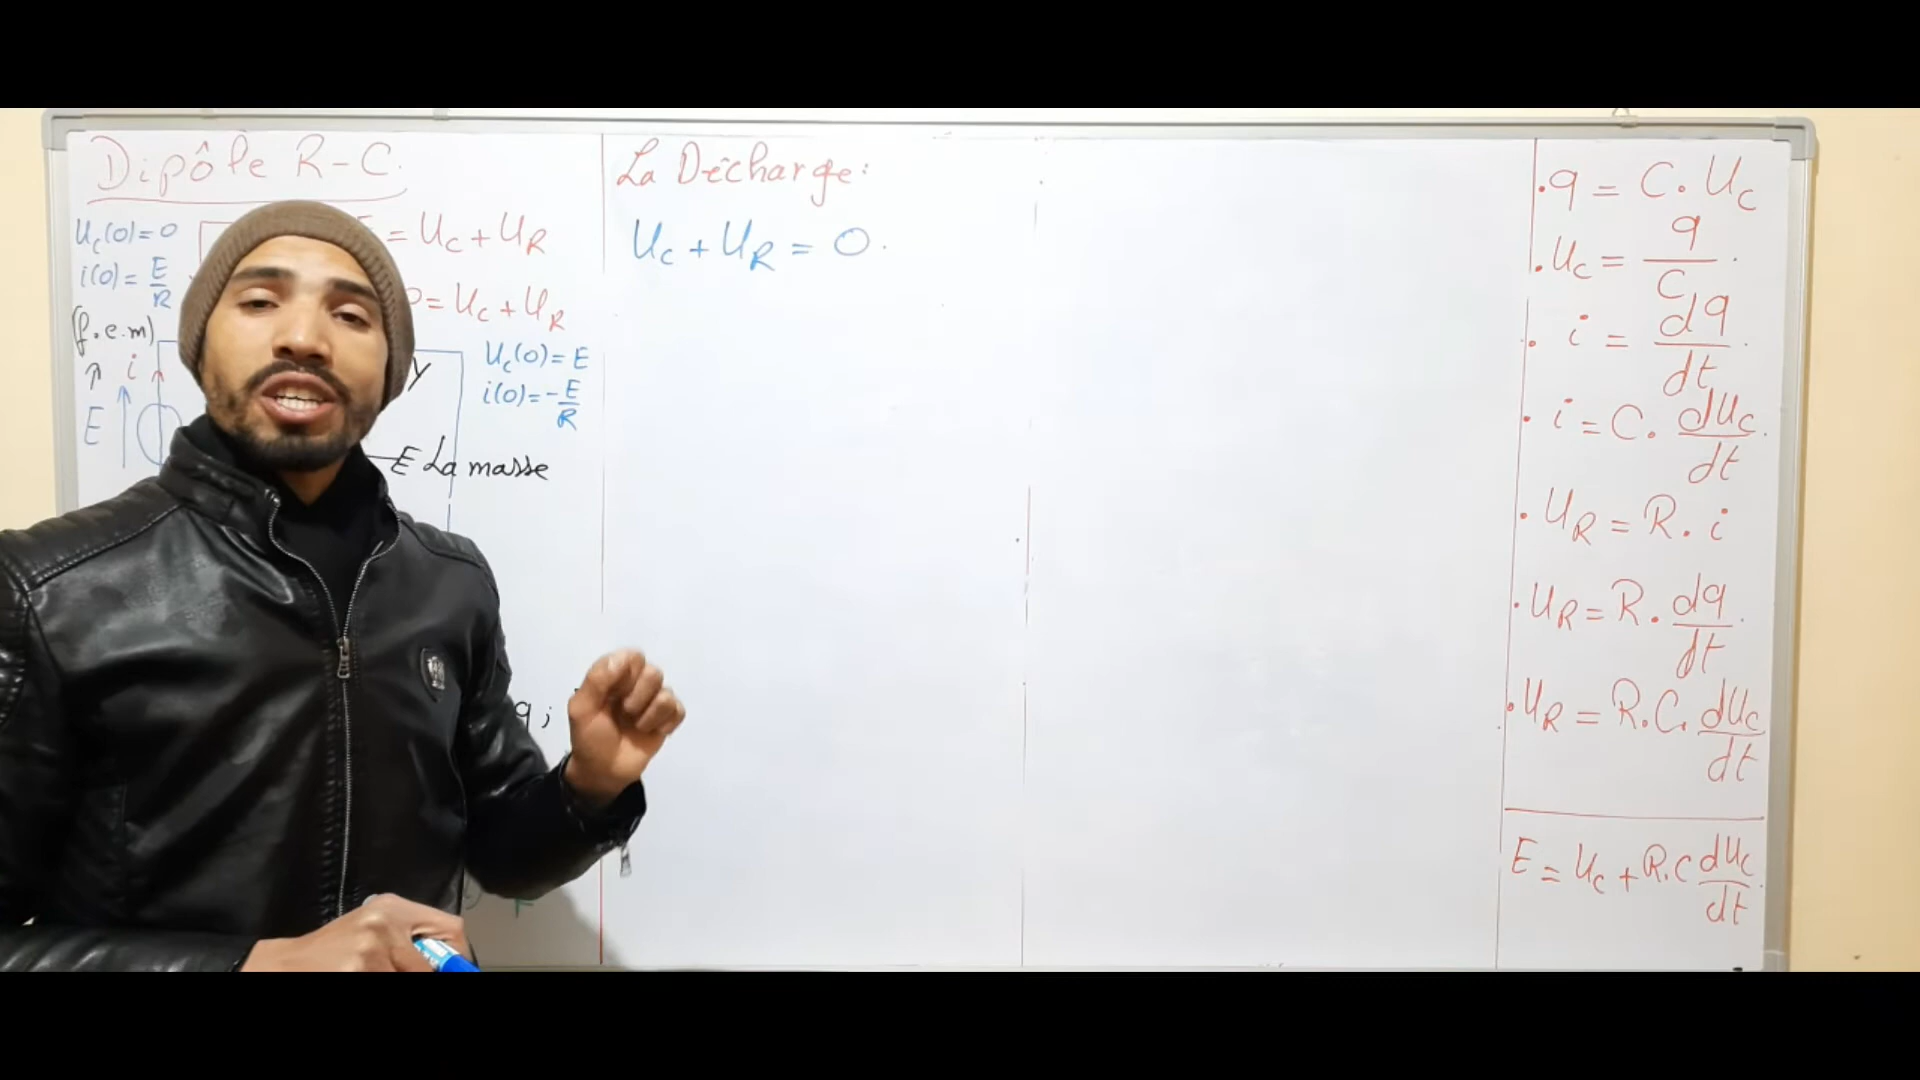 Dipôle R-C.
Uc(0)=0
i(0)= E/R
(f.e.m)
i
E
= Uc + UR
0= Uc + UR
Uc(0)= E
i(0)= -E/R
y
E La masse
q;
La Décharge:
Uc + UR = 0.
. q = C. Uc
. Uc = q/C .
. i = dq/dt .
. i = C. dUc/dt .
. UR = R. i
. UR = R. dq/dt .
. UR = R.C. dUc/dt
E = Uc + R.C dUc/dt .